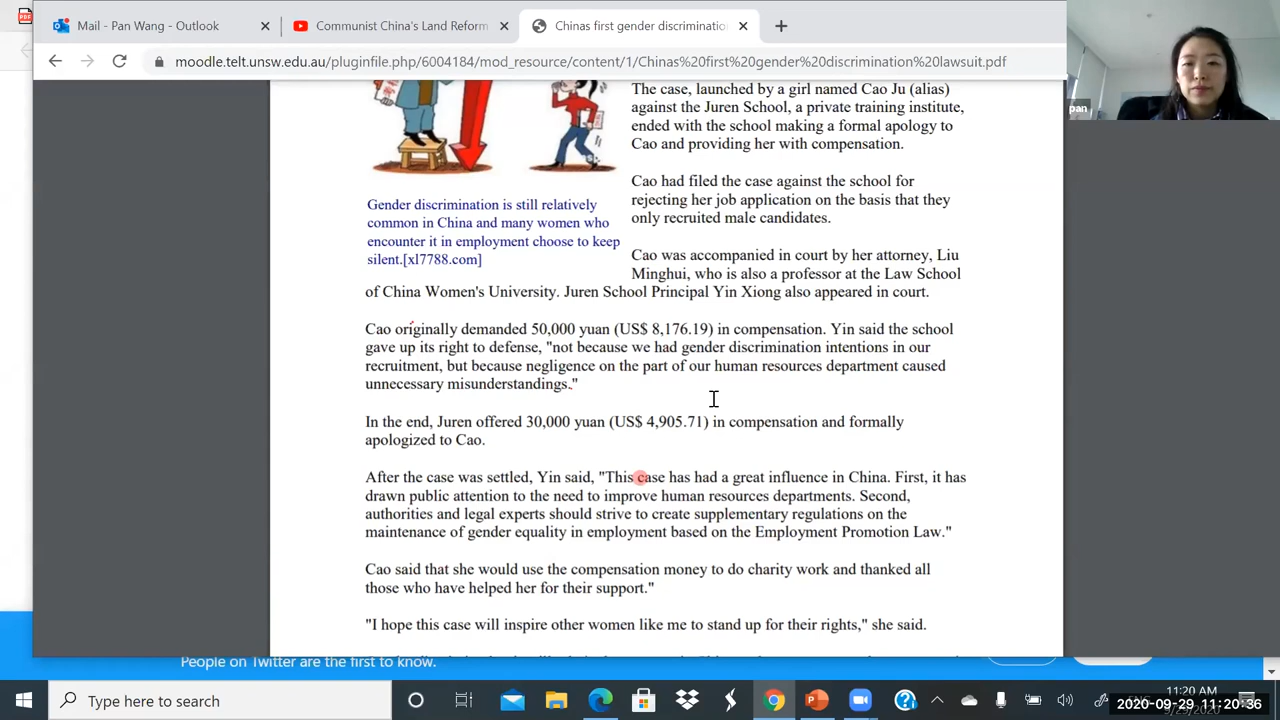 Mail - Pan Wang - Outlook
Communist China's Land Reform
Chinas first gender discriminatio
moodle.telt.unsw.edu.au/pluginfile.php/6004184/mod_resource/content/1/Chinas%20first%20gender%20discrimination%20lawsuit.pdf
pan
The case, launched by a girl named Cao Ju (alias)
against the Juren School, a private training institute,
ended with the school making a formal apology to
Cao and providing her with compensation.
Cao had filed the case against the school for
rejecting her job application on the basis that they
only recruited male candidates.
Gender discrimination is still relatively
common in China and many women who
encounter it in employment choose to keep
silent.[xl7788.com]
Cao was accompanied in court by her attorney, Liu
Minghui, who is also a professor at the Law School
of China Women's University. Juren School Principal Yin Xiong also appeared in court.
Cao originally demanded 50,000 yuan (US$ 8,176.19) in compensation. Yin said the school
gave up its right to defense, "not because we had gender discrimination intentions in our
recruitment, but because negligence on the part of our human resources department caused
unnecessary misunderstandings."
In the end, Juren offered 30,000 yuan (US$ 4,905.71) in compensation and formally
apologized to Cao.
After the case was settled, Yin said, "This case has had a great influence in China. First, it has
drawn public attention to the need to improve human resources departments. Second,
authorities and legal experts should strive to create supplementary regulations on the
maintenance of gender equality in employment based on the Employment Promotion Law."
Cao said that she would use the compensation money to do charity work and thanked all
those who have helped her for their support."
"I hope this case will inspire other women like me to stand up for their rights," she said.
People on Twitter are the first to know.
Type here to search
ENG
11:20 AM
2020-09-29 11:20:36